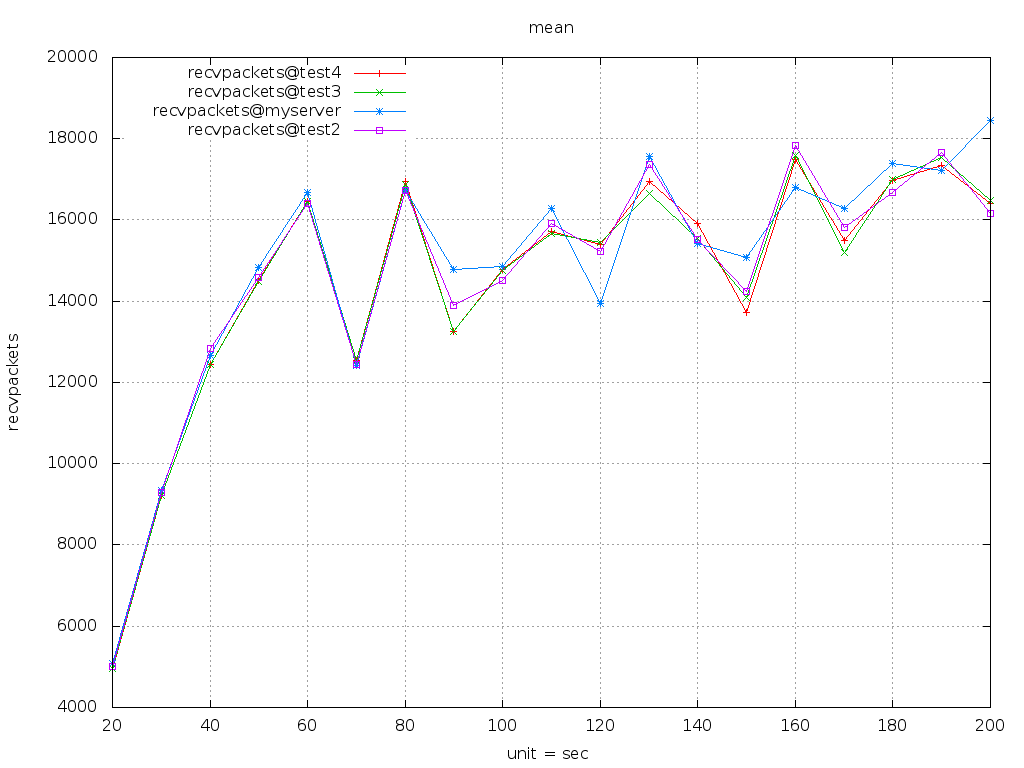 mean
20000
18000
16000
14000
12000
10000
8000
6000
4000
recvpackets@test4
recvpackets@test3
recvpackets@myserver
recvpackets@test2
recvpackets
20 40 60 80 100 120 140 160 180 200
unit = sec